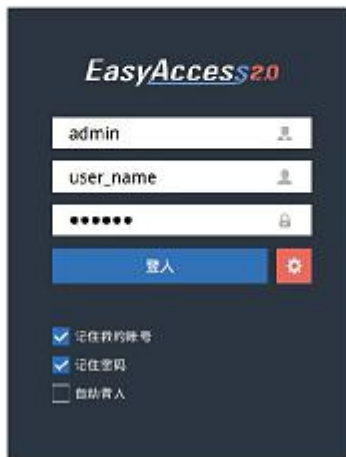 EasyAccess2.0
admin
user_name
●●●●●●
登入
记住我的账号
记住密码
自动登入